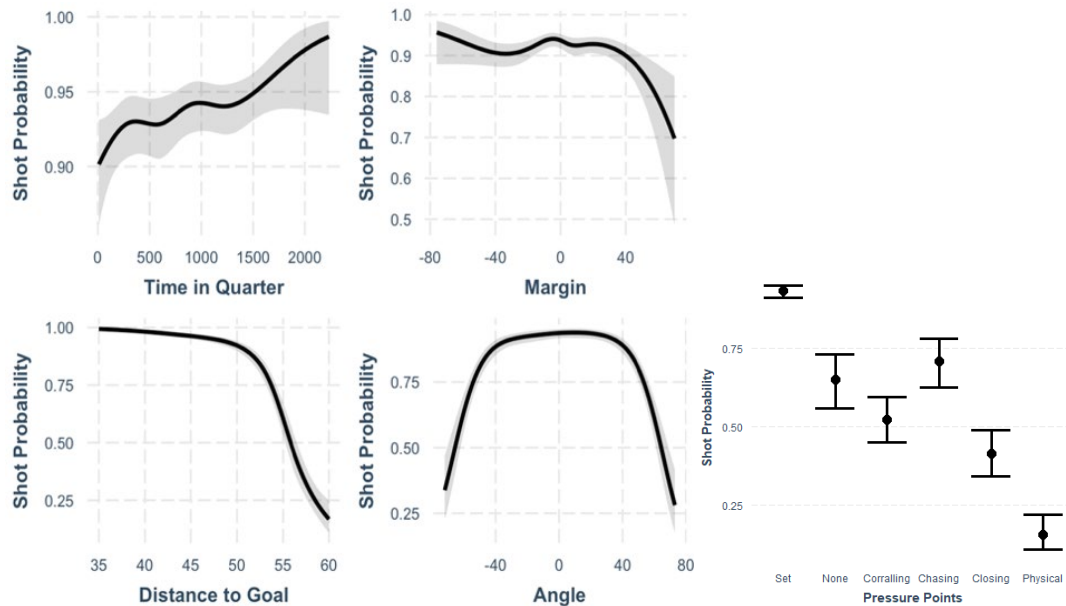 Shot Probability
1.00
0.95
0.90
0 500 1000 1500 2000
Time in Quarter
Shot Probability
1.0
0.9
0.8
0.7
0.6
0.5
-80 -40 0 40
Margin
Shot Probability
1.00
0.75
0.50
0.25
35 40 45 50 55 60
Distance to Goal
Shot Probability
0.75
0.50
0.25
-40 0 40 80
Angle
Shot Probability
0.75
0.50
0.25
Set None Corralling Chasing Closing Physical
Pressure Points